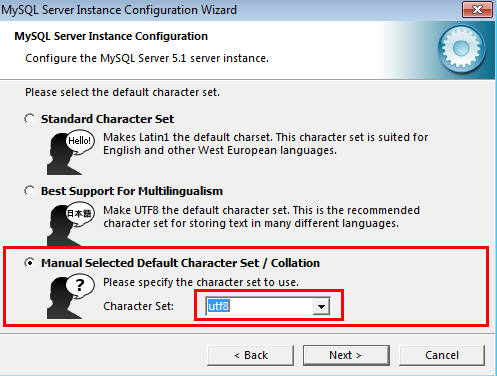 MySQL Server Instance Configuration Wizard
MySQL Server Instance Configuration
Configure the MySQL Server 5.1 server instance.
Please select the default character set.
Standard Character Set
Hello!
Makes Latin1 the default charset. This character set is suited for
English and other West European languages.
Best Support For Multilingualism
日本語
Make UTF8 the default character set. This is the recommended
character set for storing text in many different languages.
Manual Selected Default Character Set / Collation
?
Please specify the character set to use.
Character Set: utf8
< Back Next > Cancel